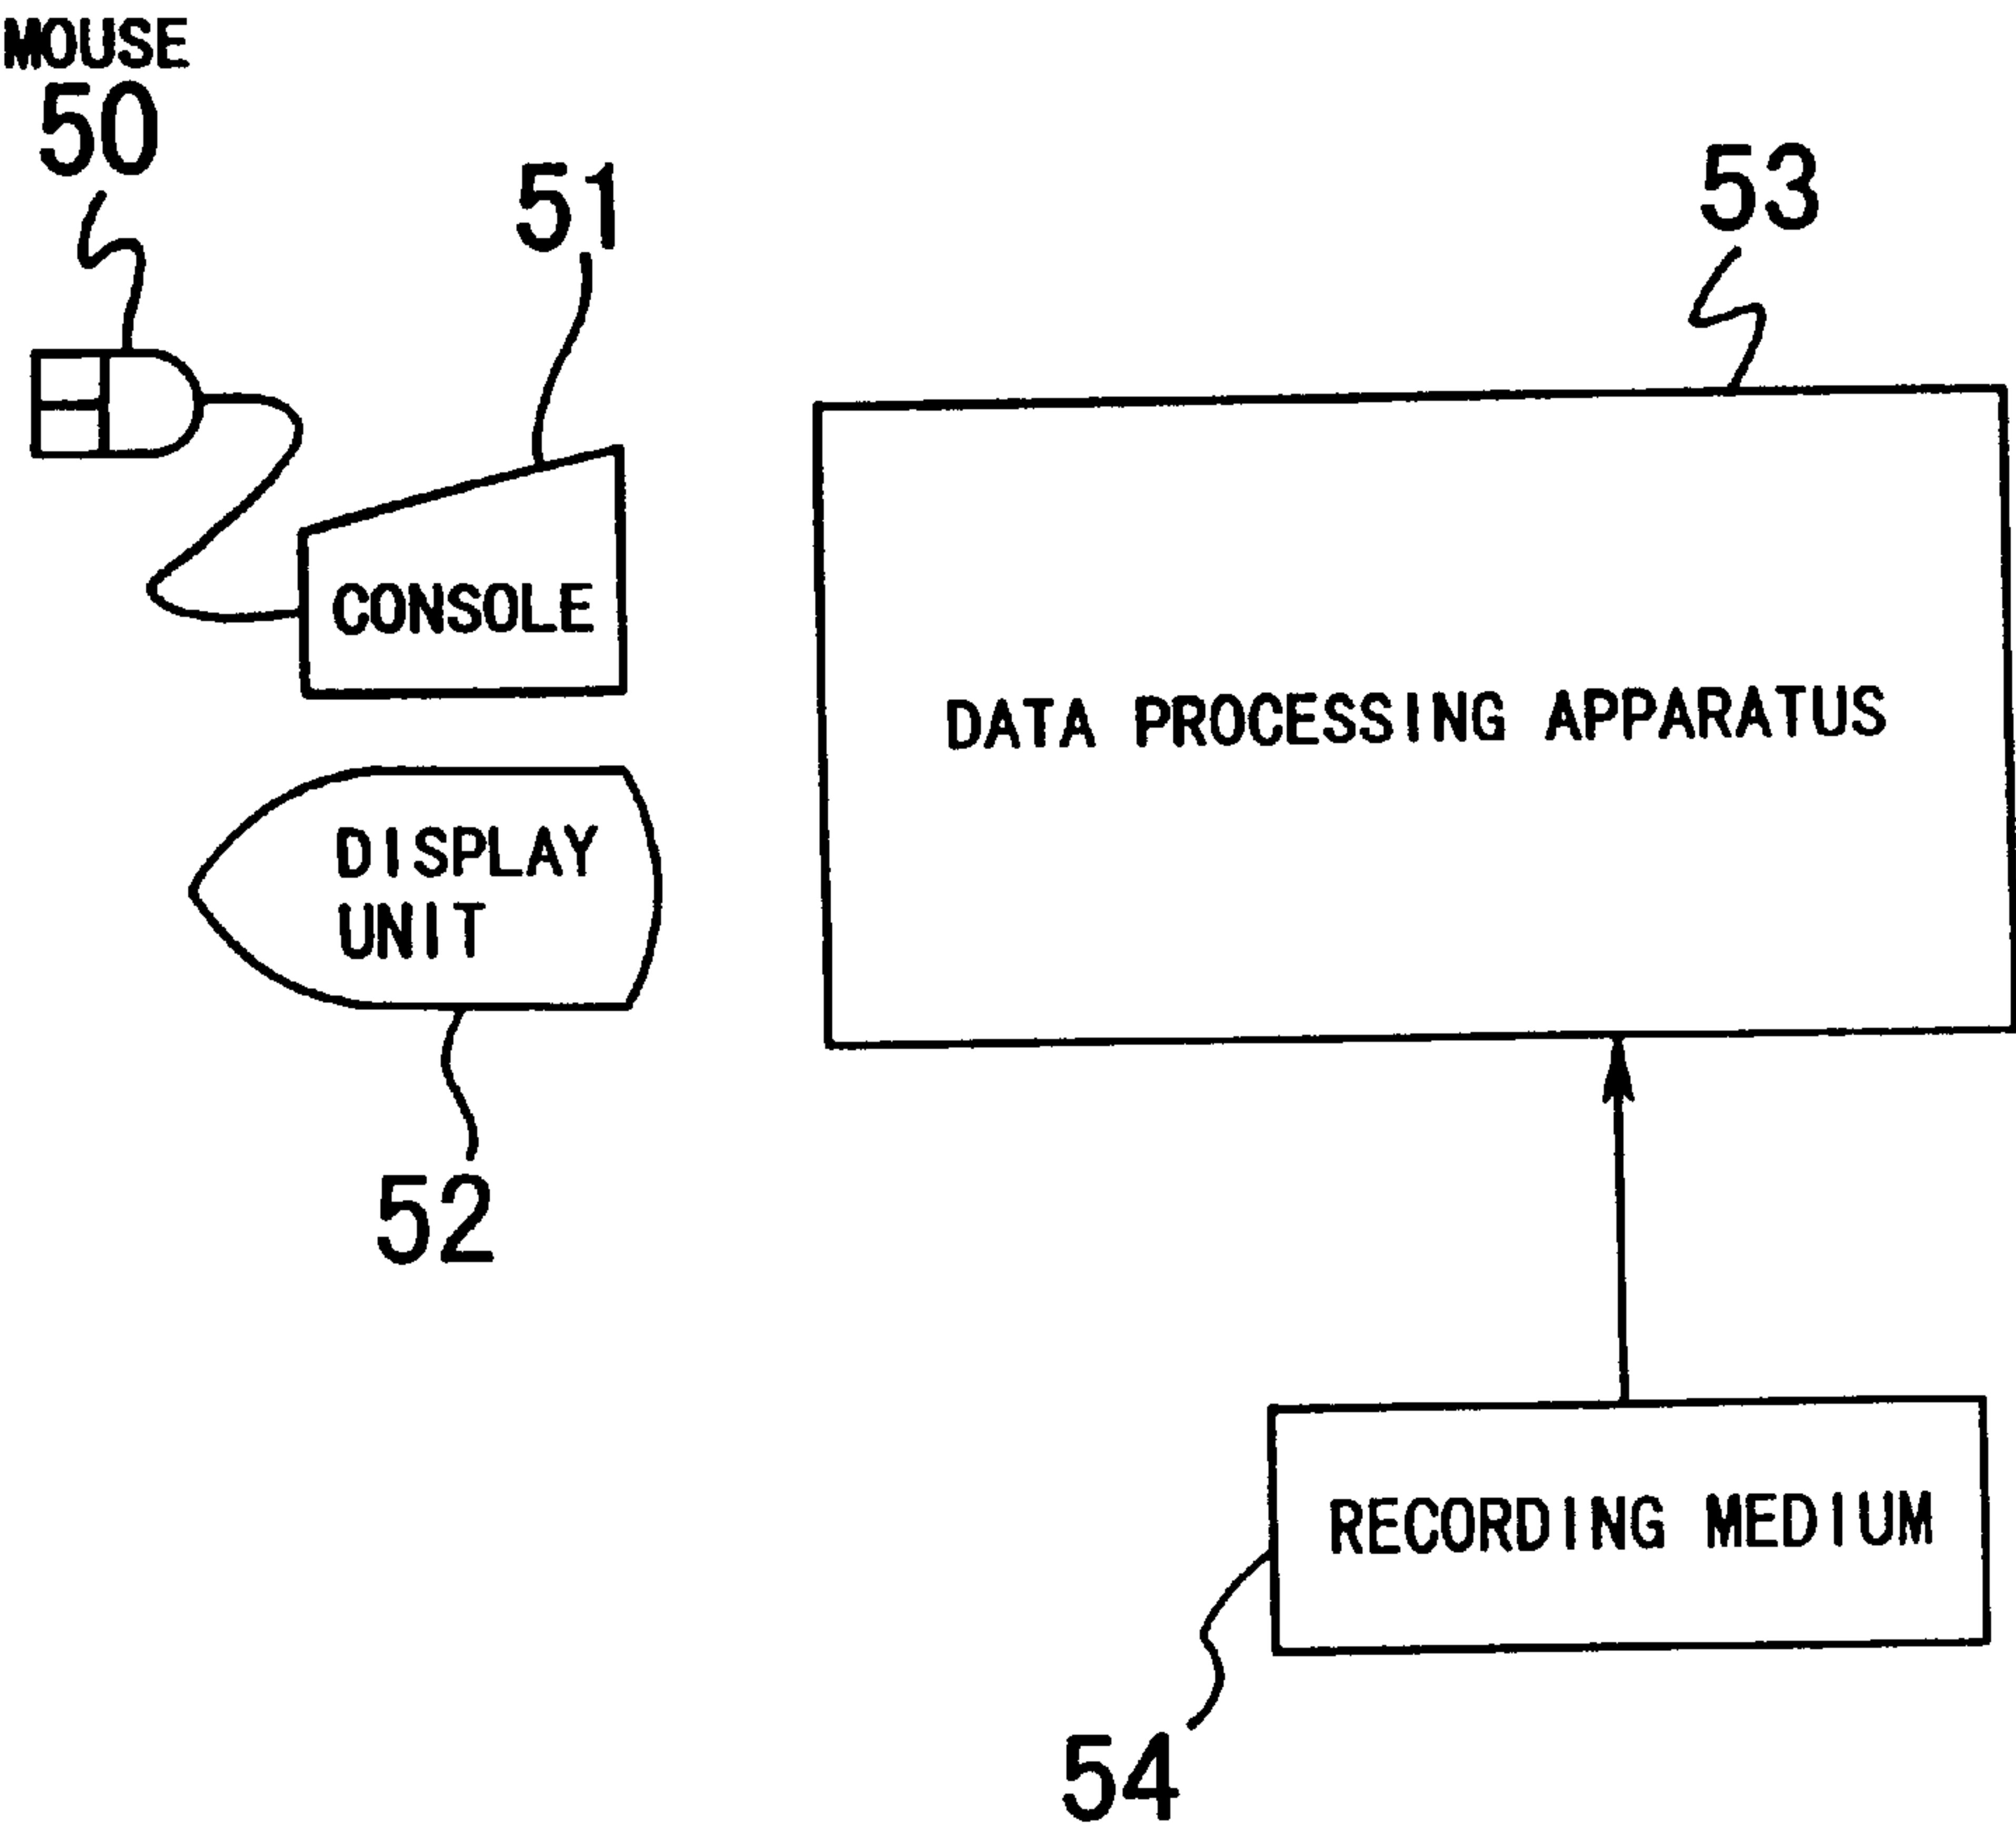 MOUSE
50
51
53
CONSOLE
DATA PROCESSING APPARATUS
DISPLAY
UNIT
52
RECORDING MEDIUM
54